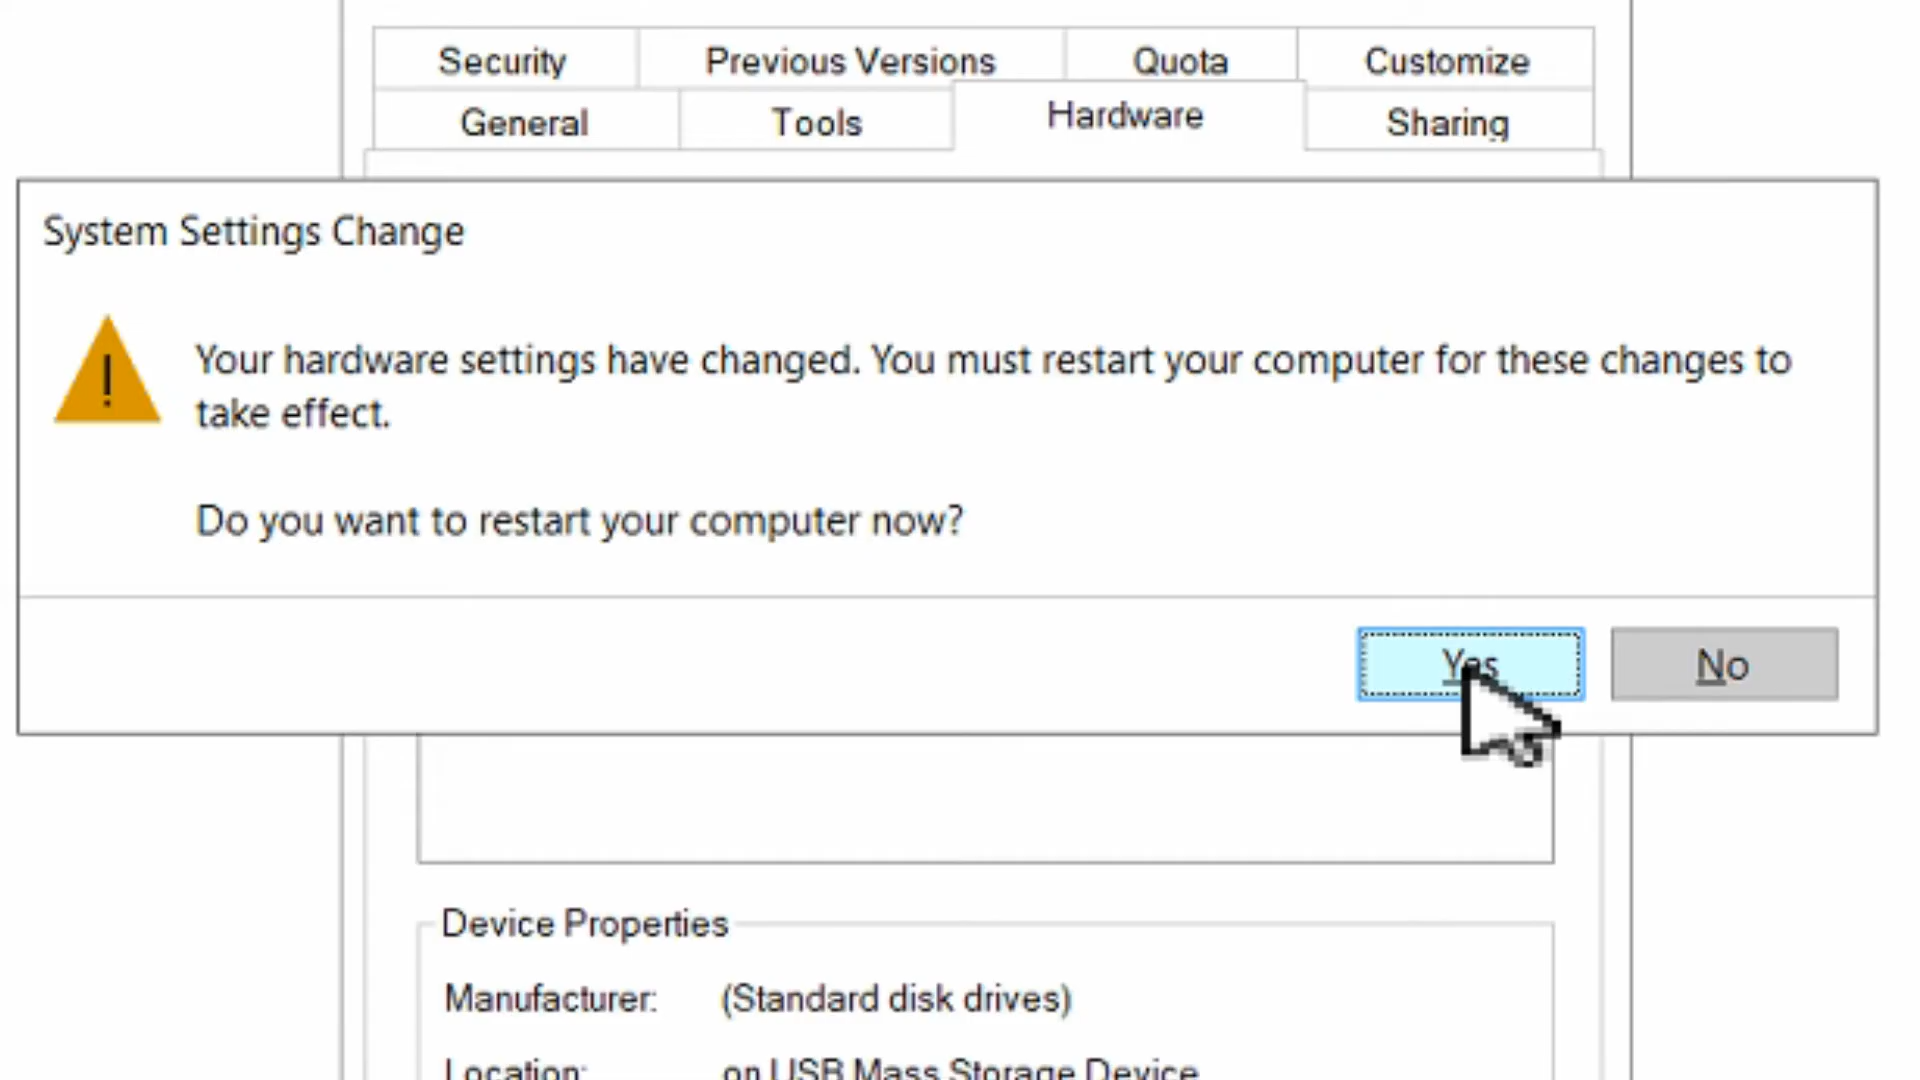 Security Previous Versions Quota Customize
General Tools Hardware Sharing
System Settings Change
Your hardware settings have changed. You must restart your computer for these changes to
take effect.
Do you want to restart your computer now?
Yes No
Device Properties
Manufacturer: (Standard disk drives)
Location: on USB Mass Storage Device